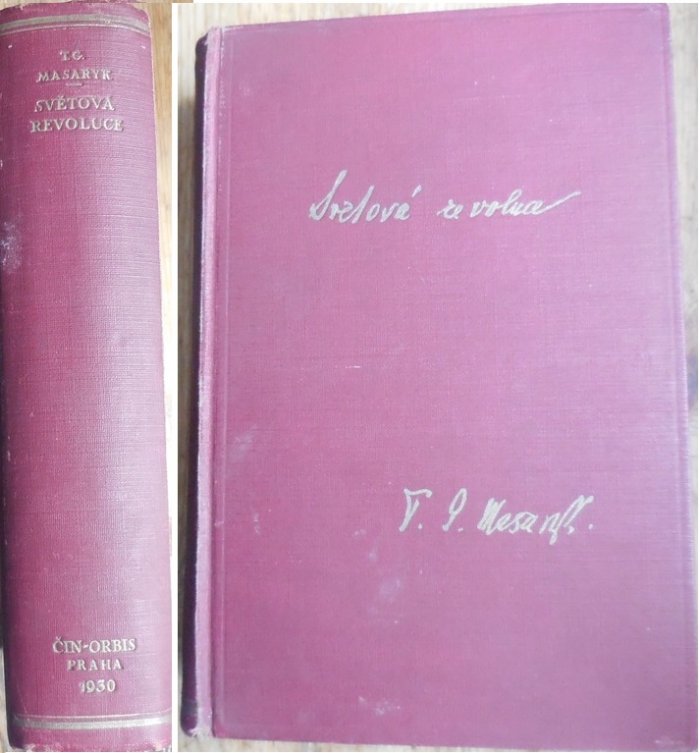 T.G.
MASARYK
SVĚTOVÁ
REVOLUCE
ČIN-ORBIS
PRAHA
1930
Světová revoluce
T. G. Masaryk.